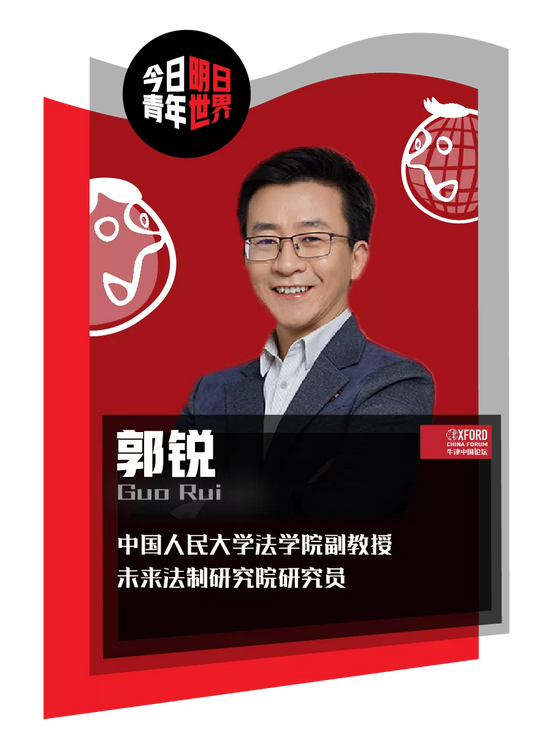 今日明日
青年世界
郭锐
Guo Rui
OXFORD
CHINA FORUM
牛津中国论坛
中国人民大学法学院副教授
未来法制研究院研究员